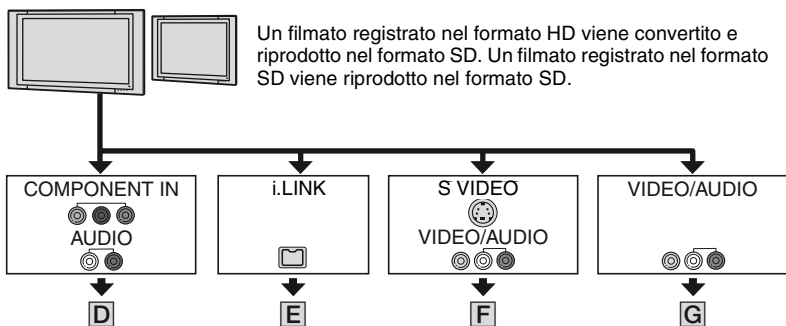 Un filmato registrato nel formato HD viene convertito e
riprodotto nel formato SD. Un filmato registrato nel formato
SD viene riprodotto nel formato SD.
COMPONENT IN
AUDIO
i.LINK
S VIDEO
VIDEO/AUDIO
VIDEO/AUDIO
D
E
F
G